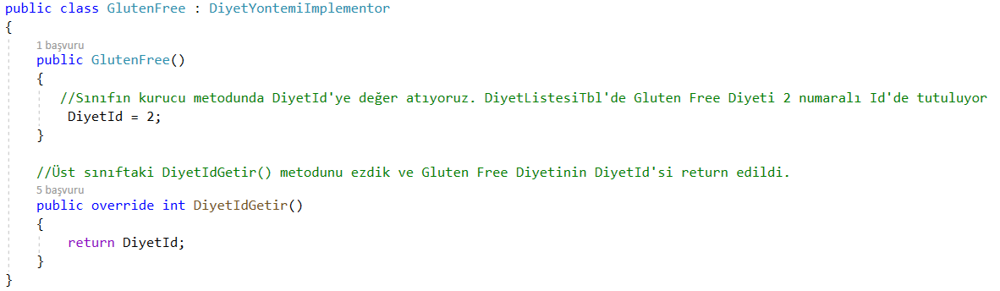 public class GlutenFree : DiyetYontemiImplementor
{
1 başvuru
public GlutenFree()
{
//Sınıfın kurucu metodunda DiyetId'ye değer atıyoruz. DiyetListesiTbl'de Gluten Free Diyeti 2 numaralı Id'de tutuluyor
DiyetId = 2;
}
//Üst sınıftaki DiyetIdGetir() metodunu ezdik ve Gluten Free Diyetinin DiyetId'si return edildi.
5 başvuru
public override int DiyetIdGetir()
{
return DiyetId;
}
}